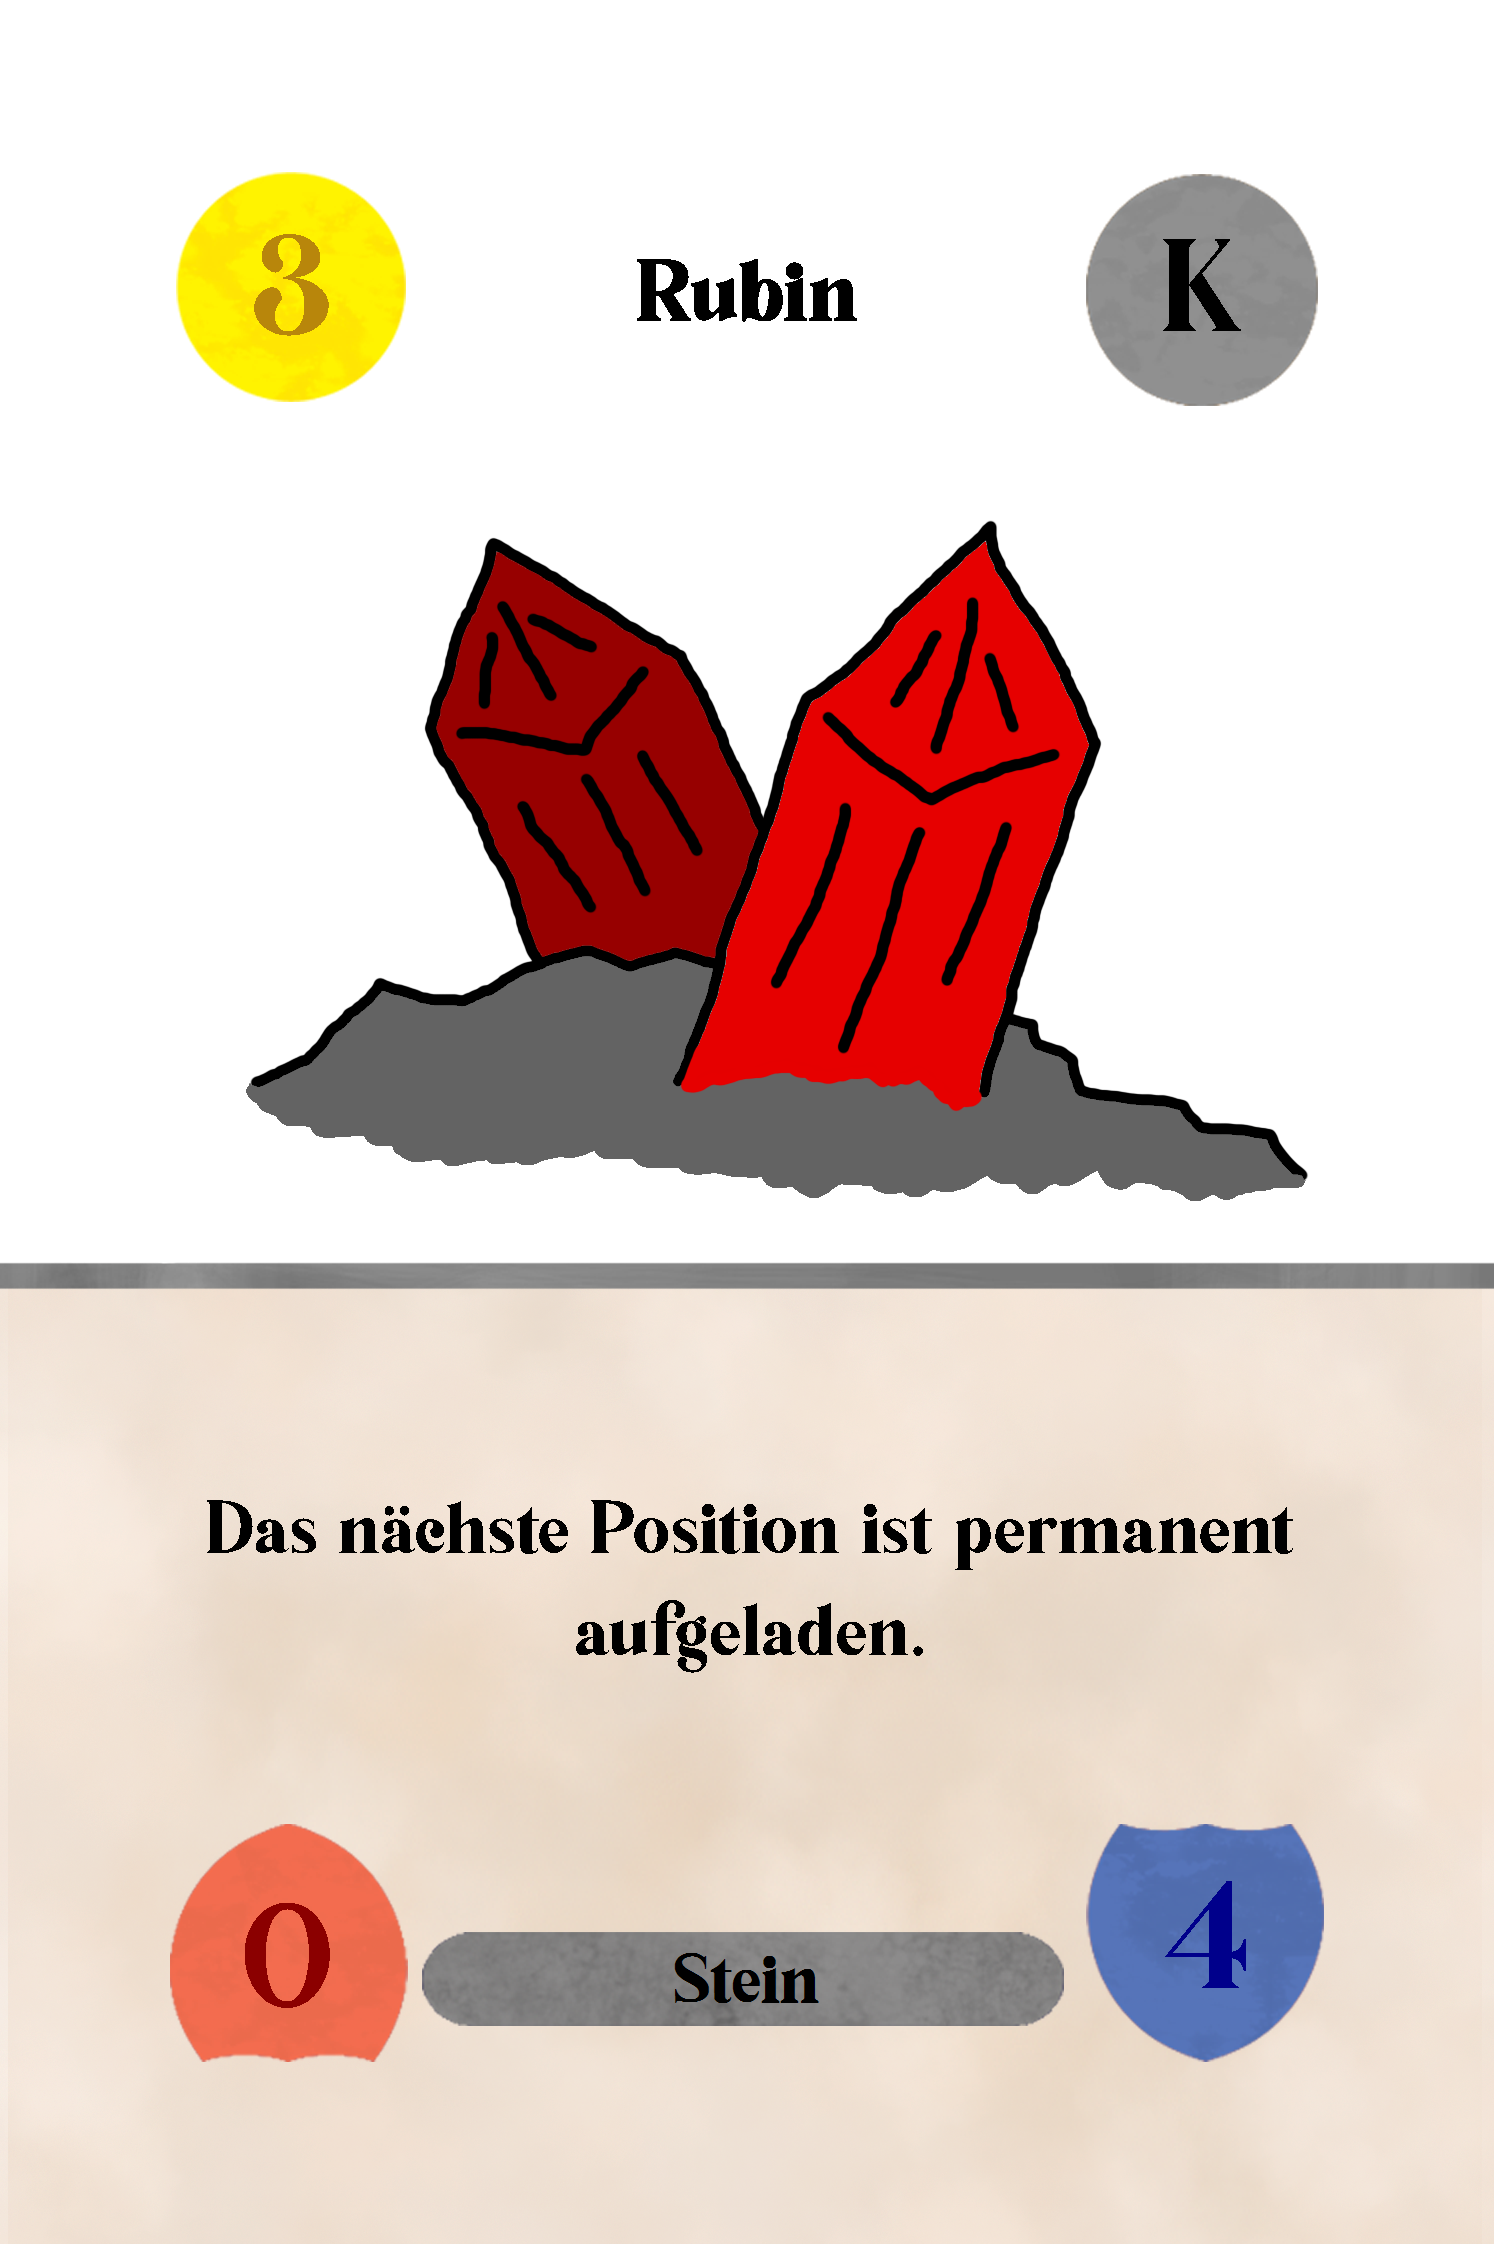 3
Rubin
K
Das nächste Position ist permanent
aufgeladen.
0
Stein
4